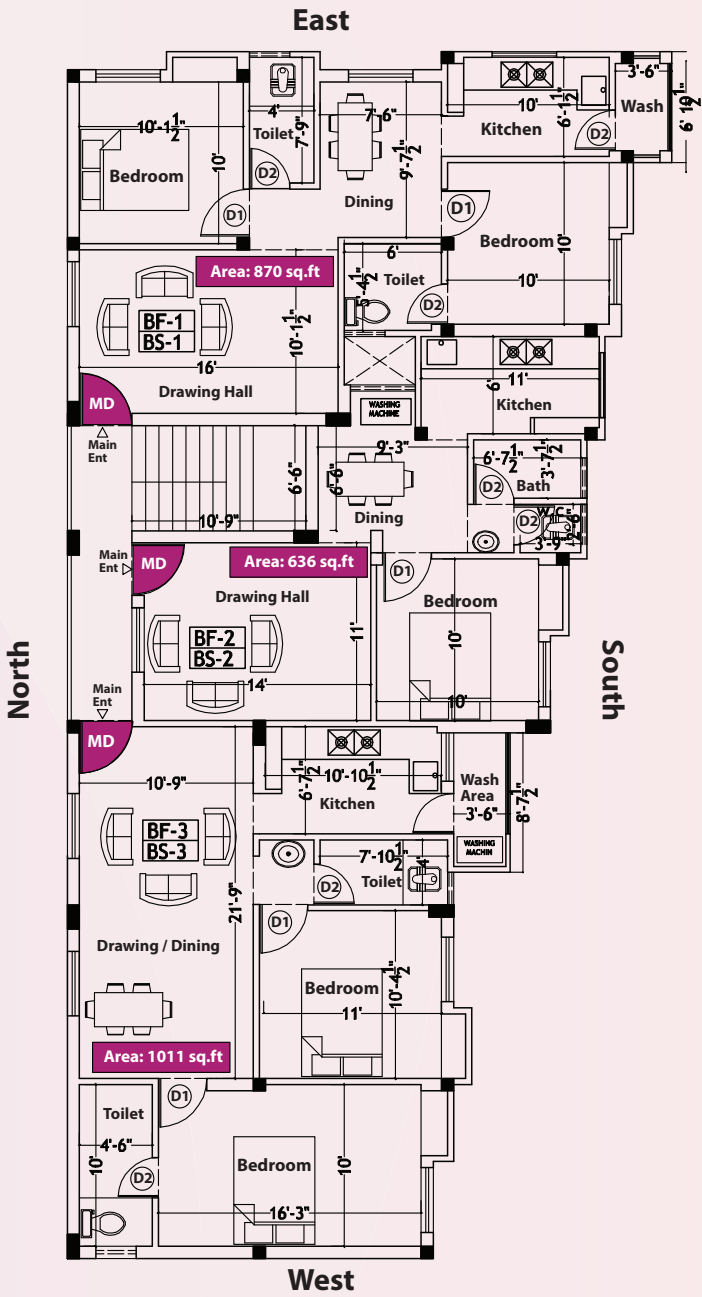 East
3'-6"
Wash
6'-10½"
10'
6'-1½"
Kitchen
D2
4'
Toilet
7'-9"
D2
7'-6"
9'-7½"
Dining
10'-1½"
10'
Bedroom
D1
D1
Bedroom
10'
10'
Area: 870 sq.ft
6'
5'-4½"
Toilet
D2
BF-1
BS-1
10'-1½"
16'
Drawing Hall
MD
Main
Ent
WASHING
MACHINE
6'
11'
Kitchen
9'-3"
6'-6"
6'-6"
10'-9"
Dining
6'-7½"
3'-7½"
Bath
D2
W.C
D2
2'-6"
3'-9"
Main
Ent
MD
Area: 636 sq.ft
Drawing Hall
BF-2
BS-2
11'
14'
D1
Bedroom
10'
10'
North
South
Main
Ent
MD
10'-9"
6'-7½"
10'-10½"
Kitchen
Wash
Area
3'-6"
8'-7½"
WASHING
MACHIN
BF-3
BS-3
7'-10½"
4'
Toilet
D2
21'-9"
D1
Drawing / Dining
Bedroom
10'-4½"
11'
Area: 1011 sq.ft
D1
Toilet
4'-6"
10'
D2
Bedroom
10'
16'-3"
West